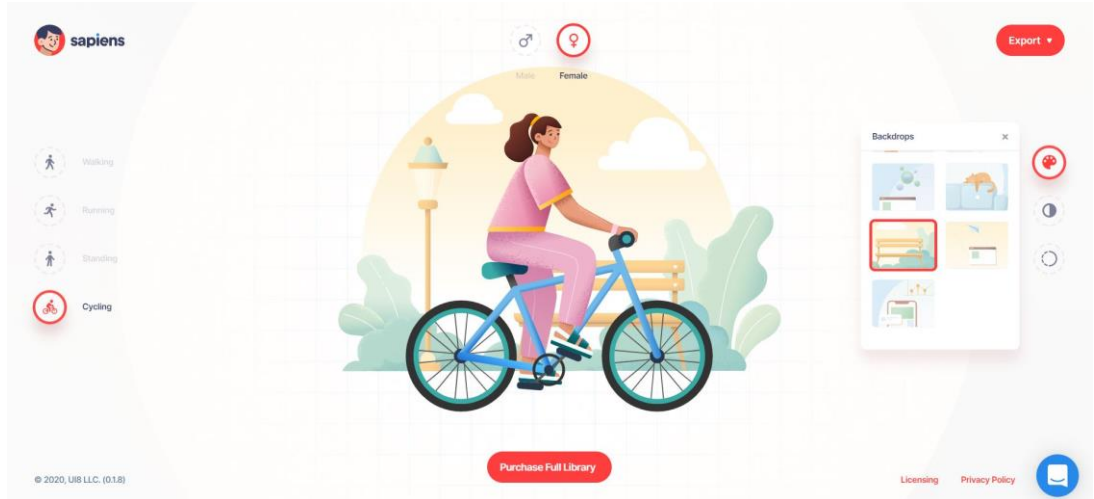 sapiens
Male
Female
Export
Walking
Running
Standing
Cycling
Backdrops
Purchase Full Library
© 2020, UI8 LLC. (0.1.8)
Licensing
Privacy Policy